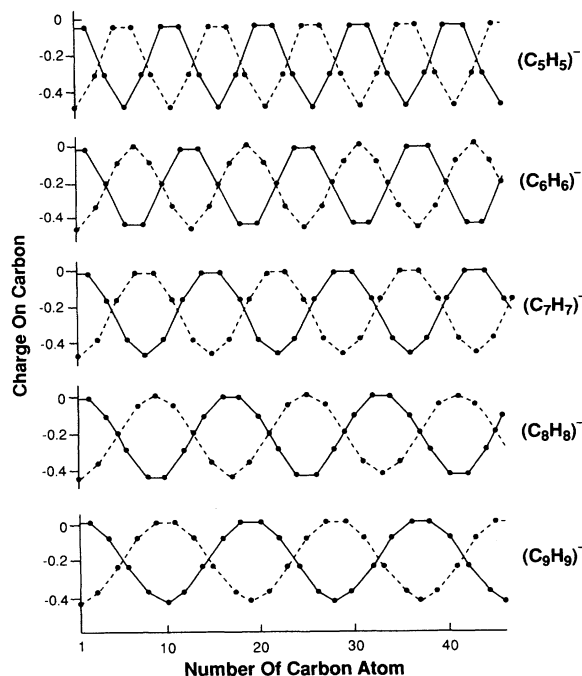 0
-0.2
-0.4
(C5H5)−
0
-0.2
-0.4
(C6H6)−
0
-0.2
-0.4
(C7H7)−
0
-0.2
-0.4
(C8H8)−
0
-0.2
-0.4
(C9H9)−
Charge On Carbon
1 10 20 30 40
Number Of Carbon Atom